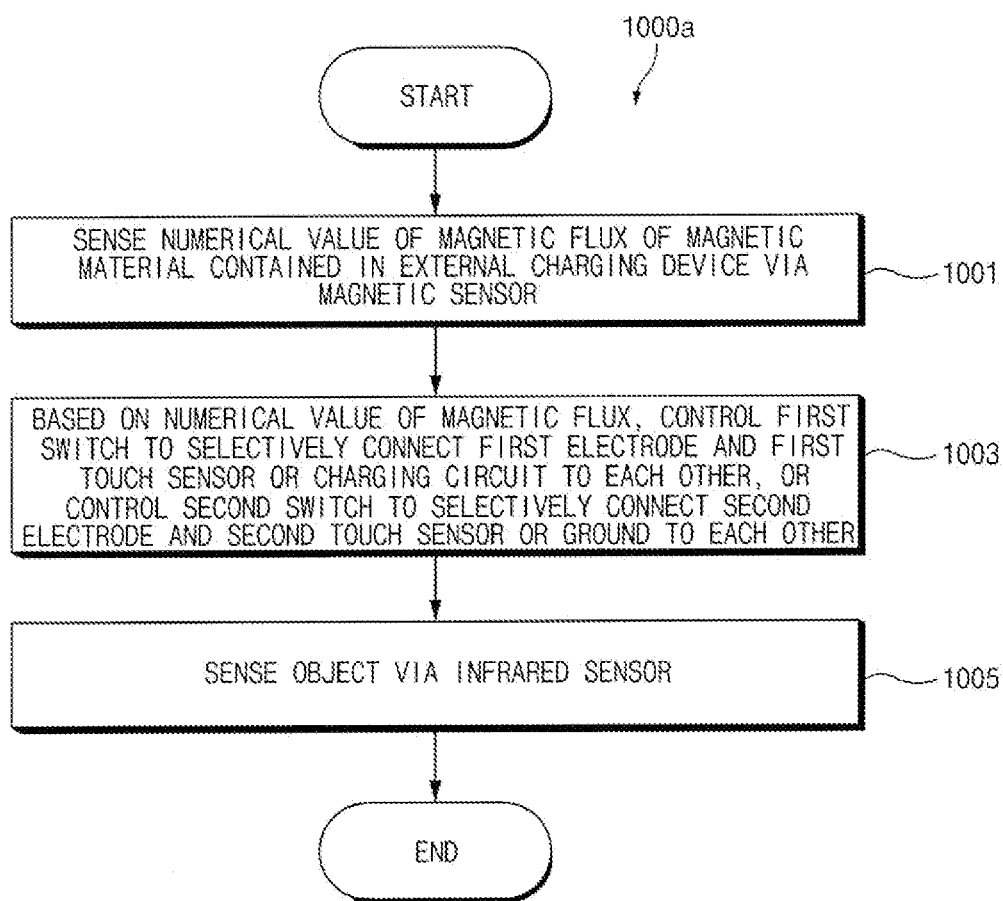 1000a
START
SENSE NUMERICAL VALUE OF MAGNETIC FLUX OF MAGNETIC
MATERIAL CONTAINED IN EXTERNAL CHARGING DEVICE VIA
MAGNETIC SENSOR
1001
BASED ON NUMERICAL VALUE OF MAGNETIC FLUX, CONTROL FIRST
SWITCH TO SELECTIVELY CONNECT FIRST ELECTRODE AND FIRST
TOUCH SENSOR OR CHARGING CIRCUIT TO EACH OTHER, OR
CONTROL SECOND SWITCH TO SELECTIVELY CONNECT SECOND
ELECTRODE AND SECOND TOUCH SENSOR OR GROUND TO EACH OTHER
1003
SENSE OBJECT VIA INFRARED SENSOR
1005
END